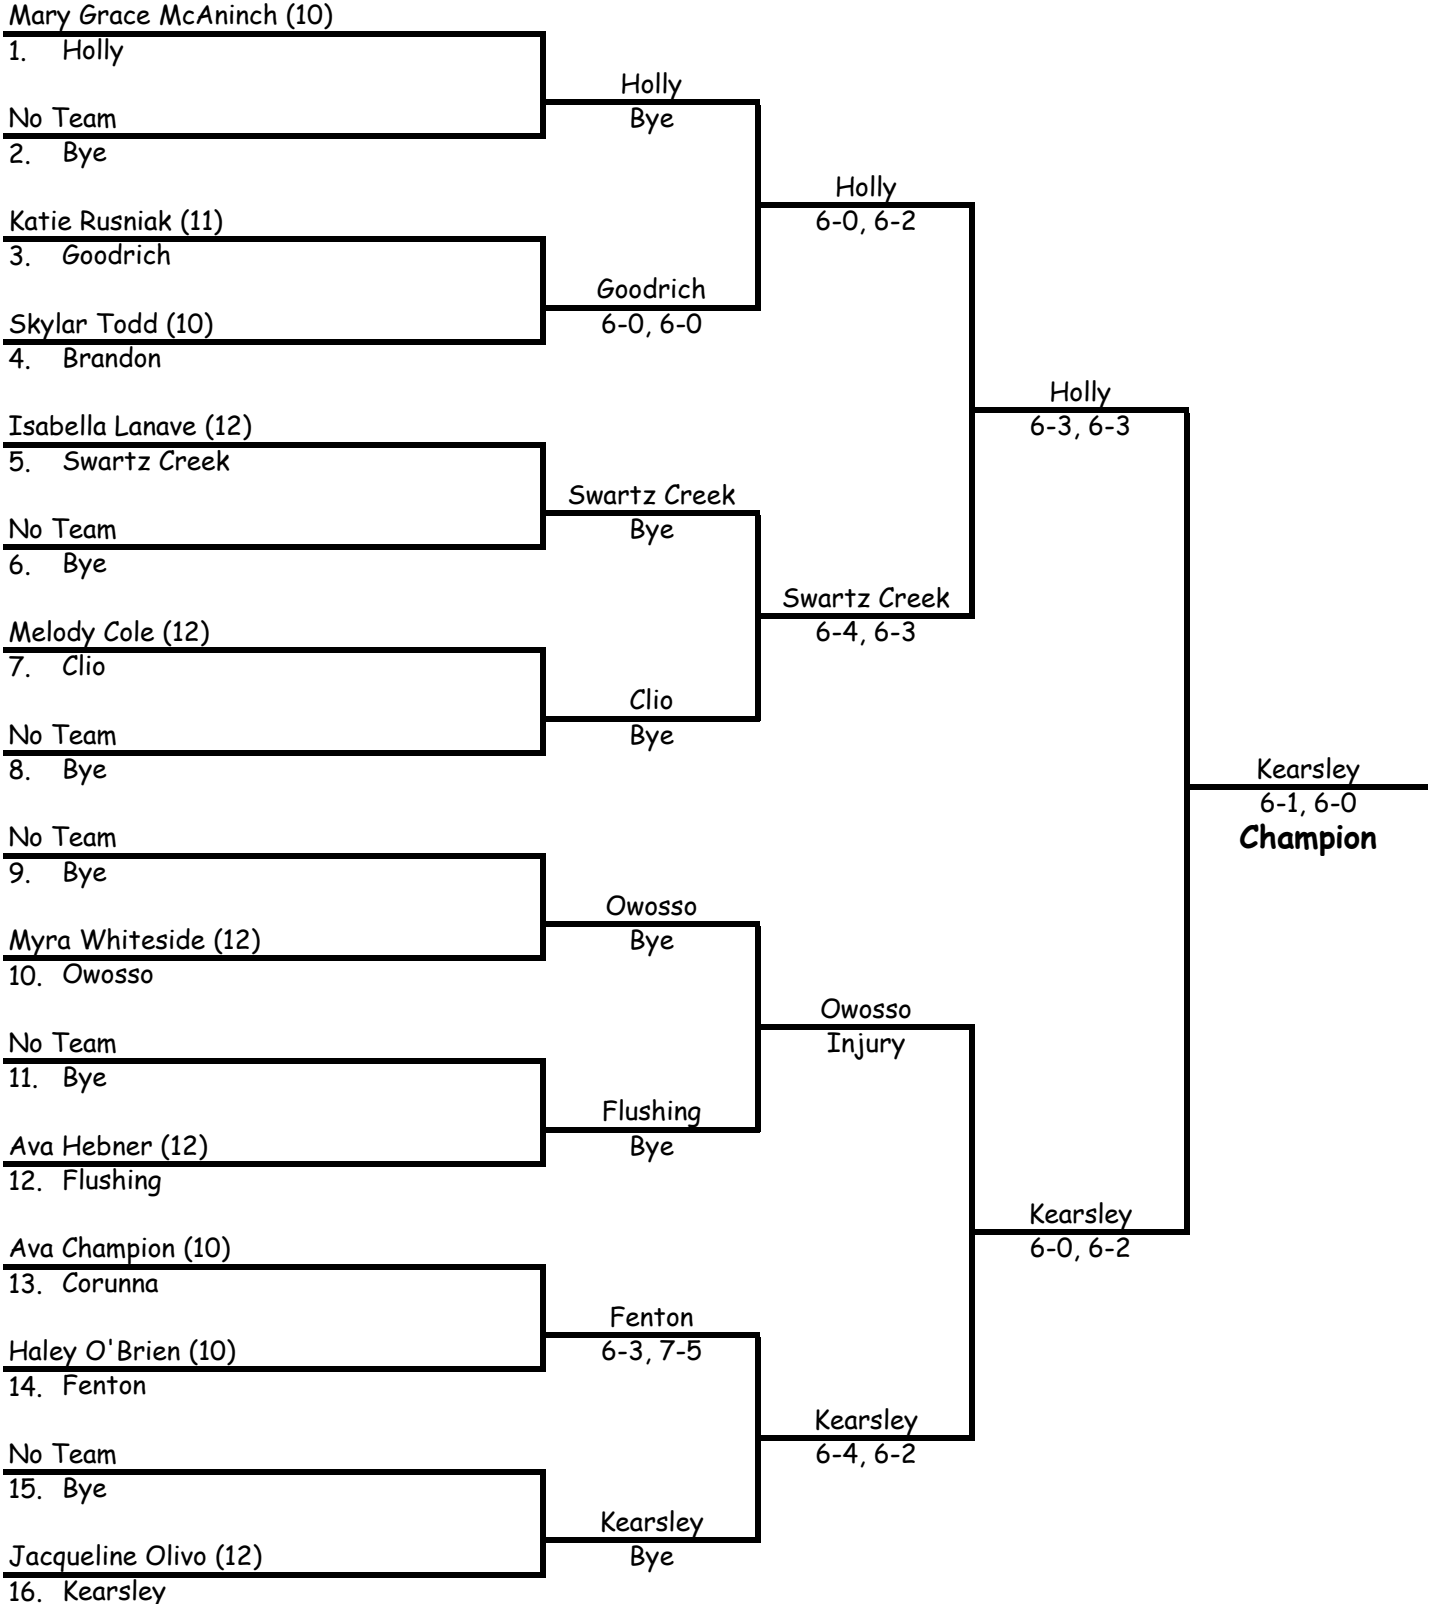 Mary Grace McAninch (10)
1. Holly
No Team
2. Bye
Katie Rusniak (11)
3. Goodrich
Skylar Todd (10)
4. Brandon
Isabella Lanave (12)
5. Swartz Creek
No Team
6. Bye
Melody Cole (12)
7. Clio
No Team
8. Bye
No Team
9. Bye
Myra Whiteside (12)
10. Owosso
No Team
11. Bye
Ava Hebner (12)
12. Flushing
Ava Champion (10)
13. Corunna
Haley O'Brien (10)
14. Fenton
No Team
15. Bye
Jacqueline Olivo (12)
16. Kearsley
Holly
Bye
Goodrich
6-0, 6-0
Swartz Creek
Bye
Clio
Bye
Owosso
Bye
Flushing
Bye
Fenton
6-3, 7-5
Kearsley
Bye
Holly
6-0, 6-2
Swartz Creek
6-4, 6-3
Owosso
Injury
Kearsley
6-4, 6-2
Holly
6-3, 6-3
Kearsley
6-0, 6-2
Kearsley
6-1, 6-0
Champion